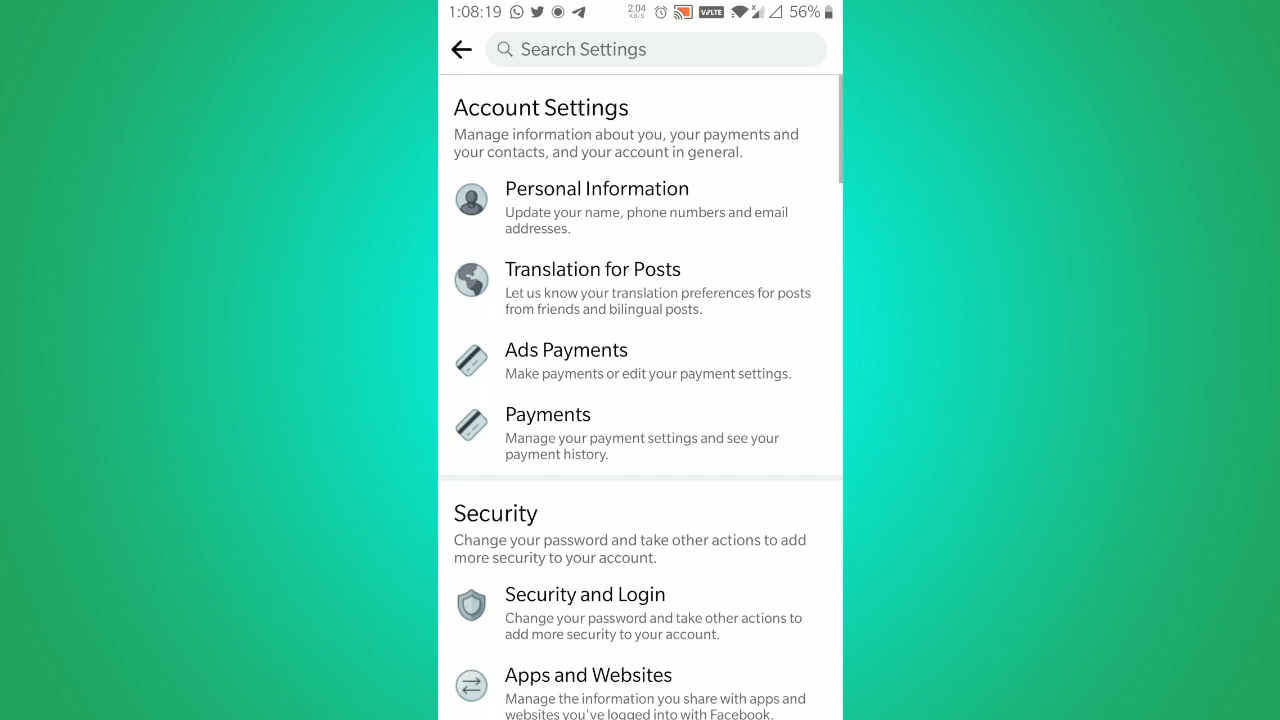 1:08:19 2.04 KB/S VoLTE x 56%
Search Settings
Account Settings
Manage information about you, your payments and
your contacts, and your account in general.
Personal Information
Update your name, phone numbers and email
addresses.
Translation for Posts
Let us know your translation preferences for posts
from friends and bilingual posts.
Ads Payments
Make payments or edit your payment settings.
Payments
Manage your payment settings and see your
payment history.
Security
Change your password and take other actions to add
more security to your account.
Security and Login
Change your password and take other actions to
add more security to your account.
Apps and Websites
Manage the information you share with apps and
websites you've logged into with Facebook.